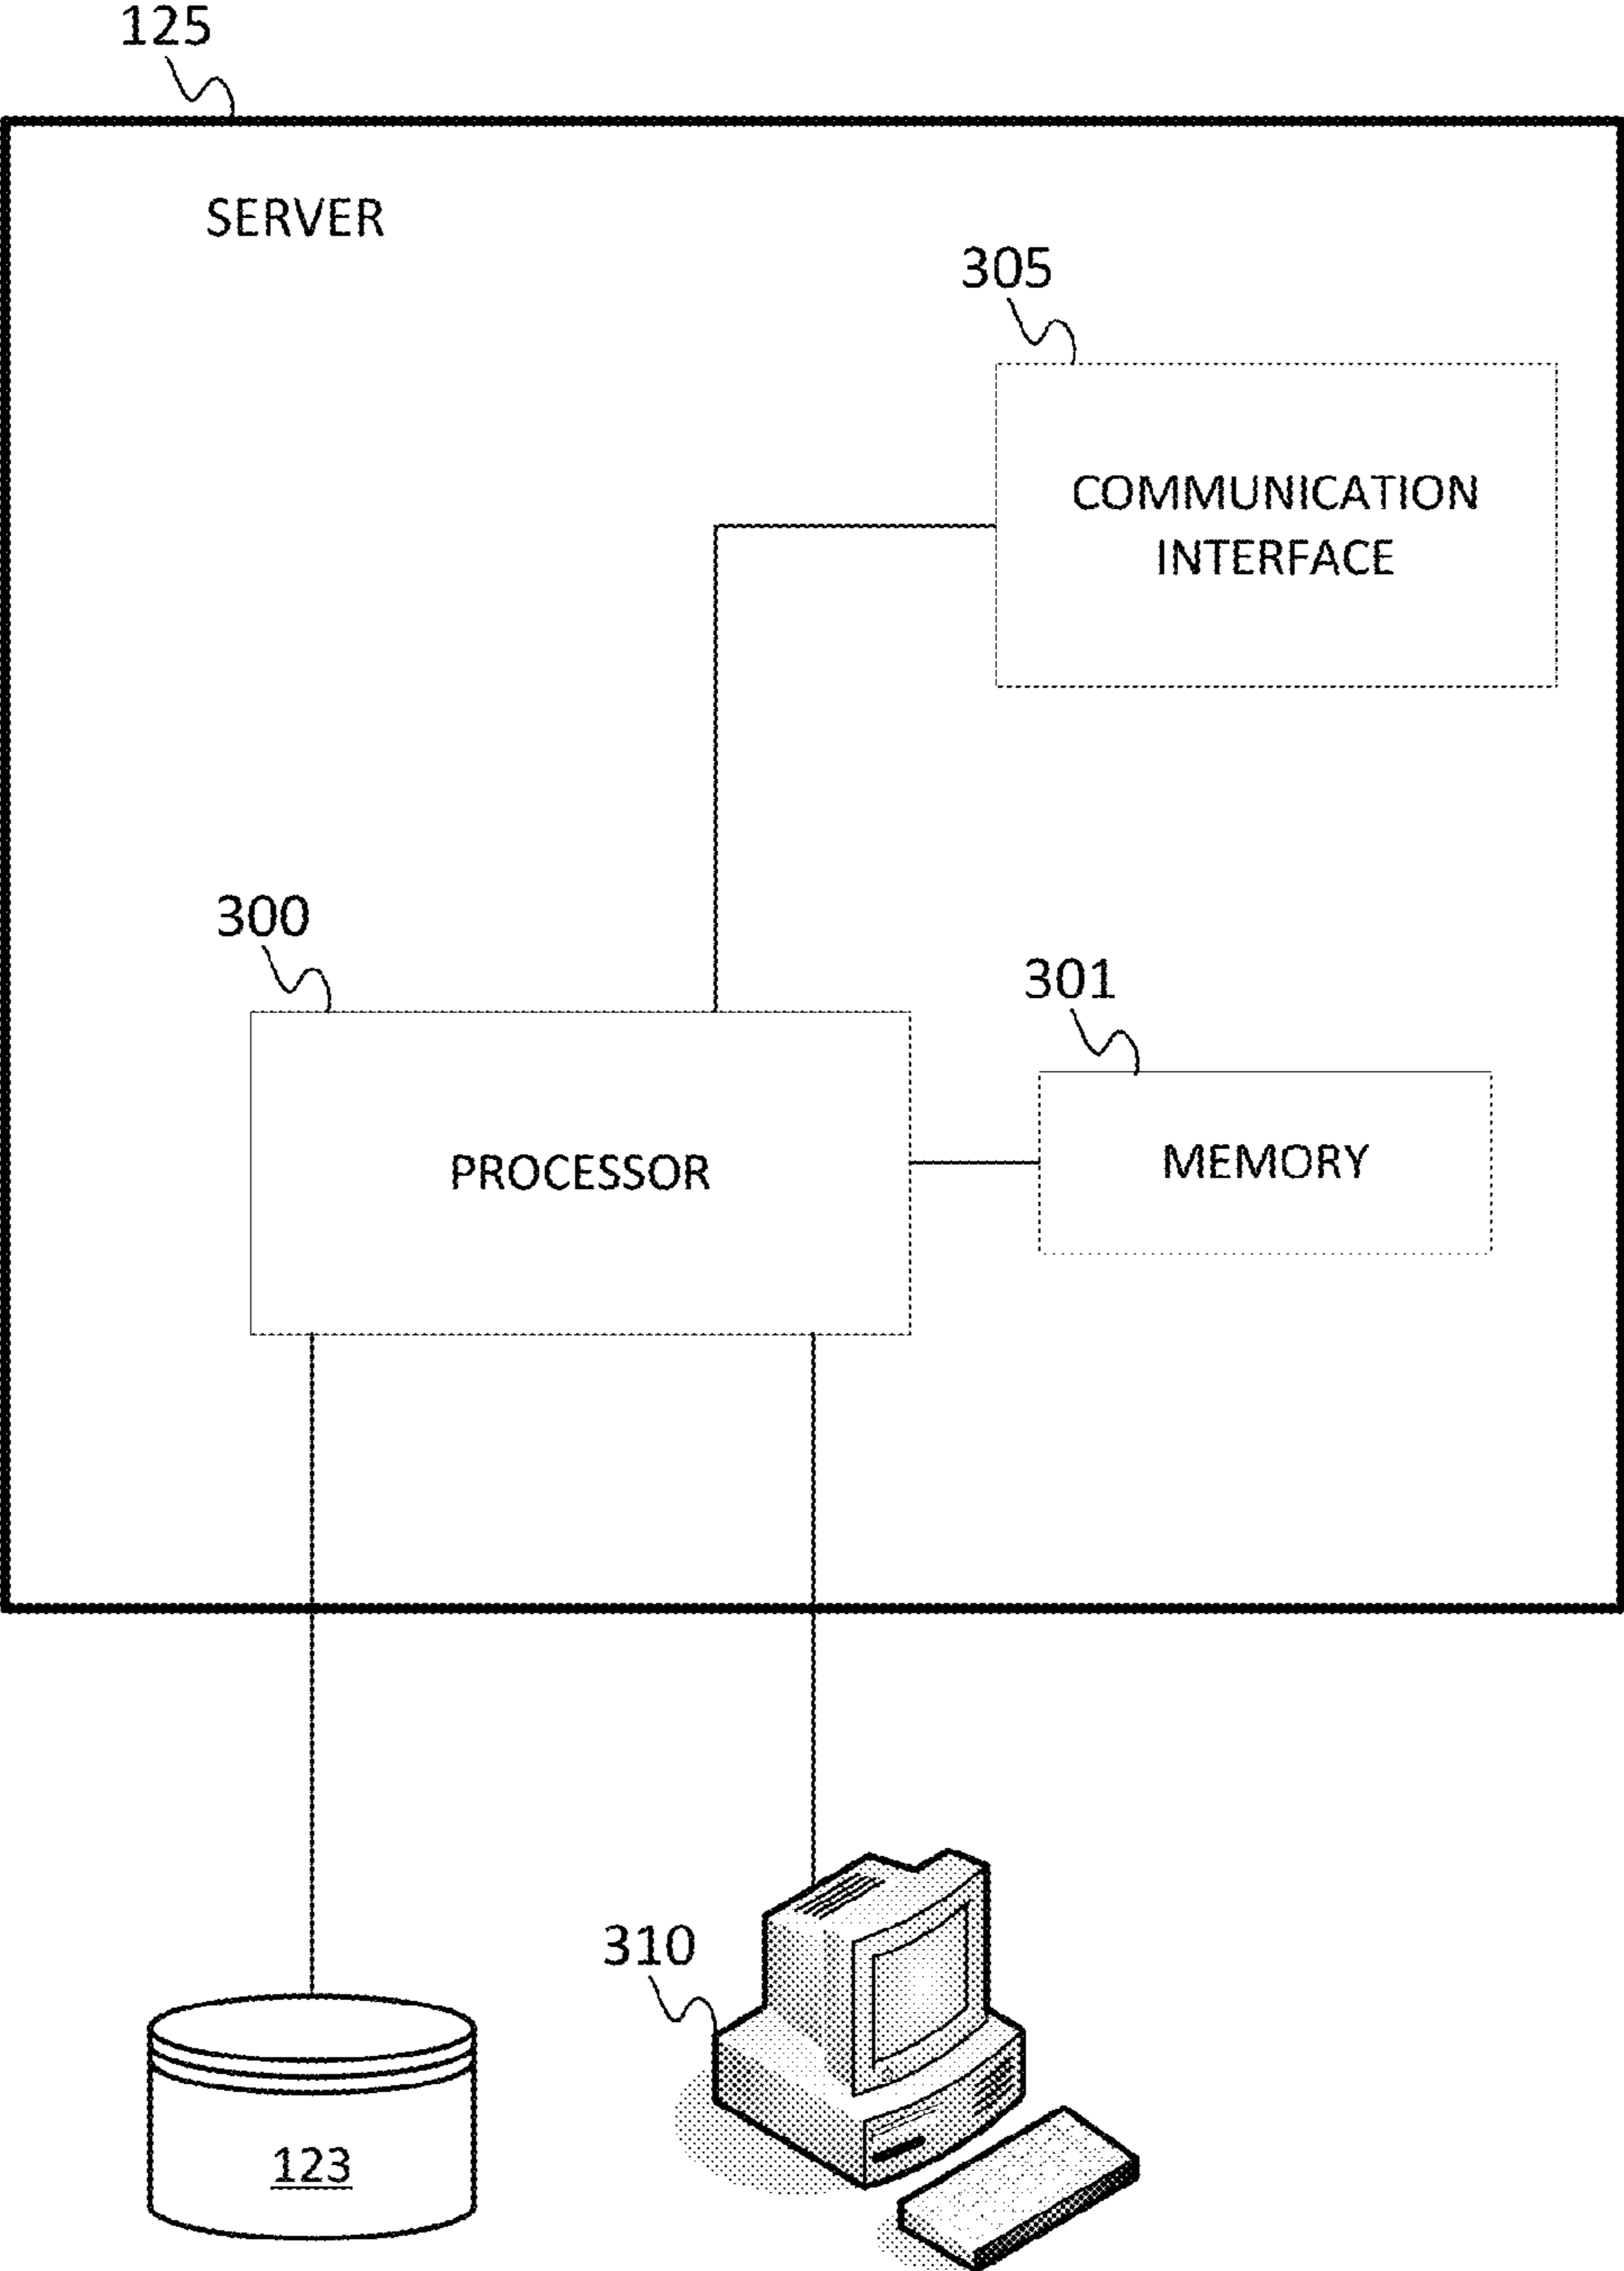 125
SERVER
305
COMMUNICATION
INTERFACE
300
301
PROCESSOR
MEMORY
310
123